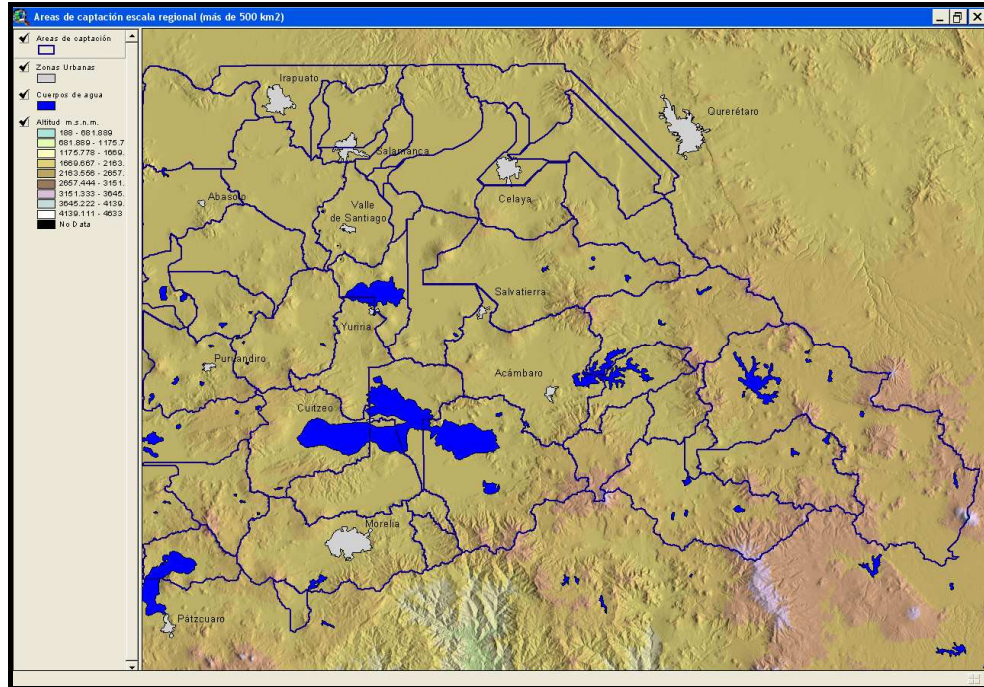 Areas de captación escala regional (más de 500 km2)
Areas de captación
Zonas Urbanas
Cuerpos de agua
Altitud m.s.n.m.
188 - 681.889
681.889 - 1175.7
1175.778 - 1669.
1669.667 - 2163.
2163.556 - 2657.
2657.444 - 3151.
3151.333 - 3645.
3645.222 - 4139.
4139.111 - 4633
No Data
Irapuato
Qurerétaro
Salamanca
Abasolo
Valle
de Santiago
Celaya
Salvatierra
Yuriria
Puruandiro
Acámbaro
Cuitzeo
Morelia
Pátzcuaro